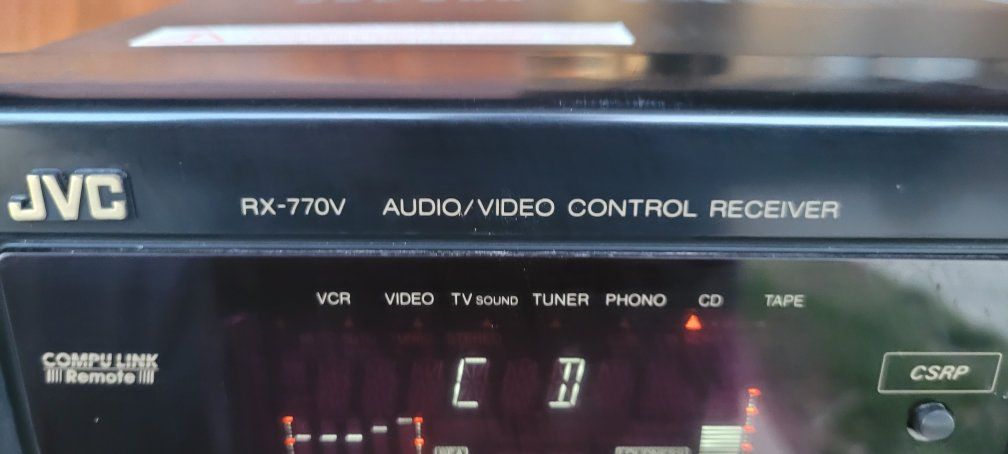 JVC
RX-770V AUDIO/VIDEO CONTROL RECEIVER
VCR VIDEO TV SOUND TUNER PHONO CD TAPE
COMPU LINK
Remote
CD
CSRP